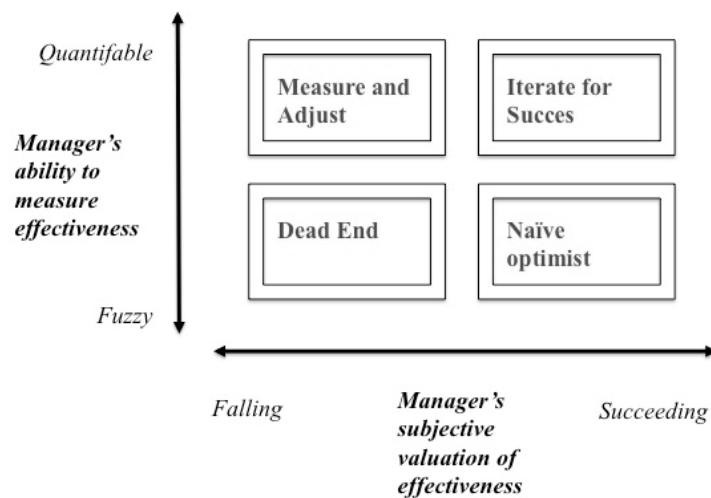 Quantifable
Measure and
Adjust
Iterate for
Succes
Manager’s
ability to
measure
effectiveness
Dead End
Naïve
optimist
Fuzzy
Falling
Manager’s
subjective
valuation of
effectiveness
Succeeding